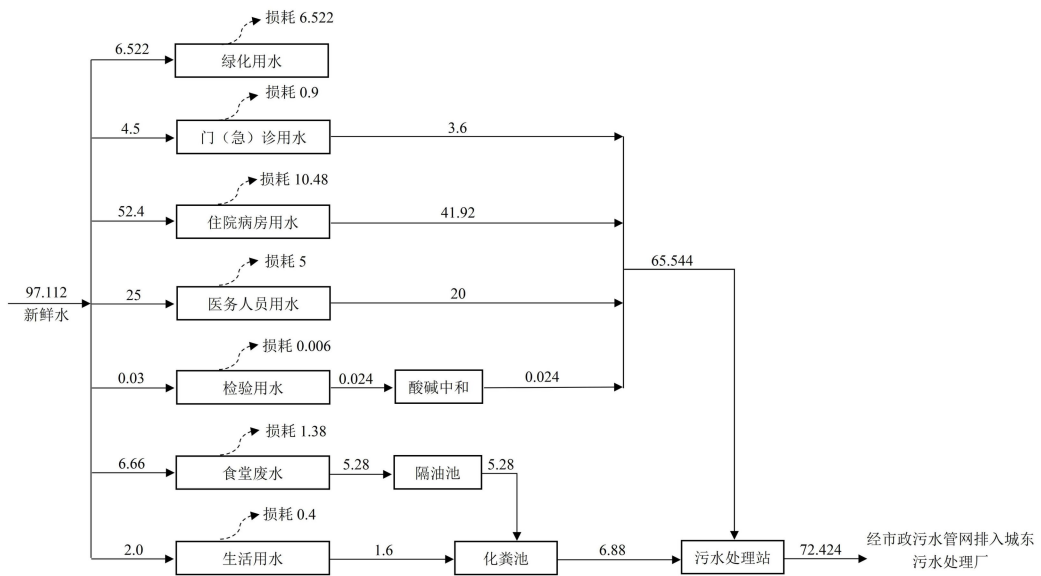 损耗 6.522
6.522
绿化用水
损耗 0.9
4.5
门（急）诊用水
3.6
损耗 10.48
52.4
住院病房用水
41.92
损耗 5
65.544
97.112
新鲜水
25
医务人员用水
20
损耗 0.006
0.03
检验用水
0.024
酸碱中和
0.024
损耗 1.38
6.66
食堂废水
5.28
隔油池
5.28
损耗 0.4
2.0
生活用水
1.6
化粪池
6.88
污水处理站
72.424
经市政污水管网排入城东
污水处理厂